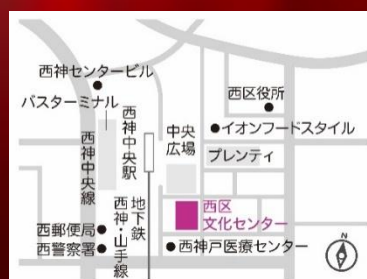 西神センタービル
バスターミナル
西神中央線
西神中央駅
地下鉄
西神・山手線
中央
広場
西区役所
イオンフードスタイル
プレンティ
西区
文化センター
西郵便局
西警察署
西神戸医療センター
N